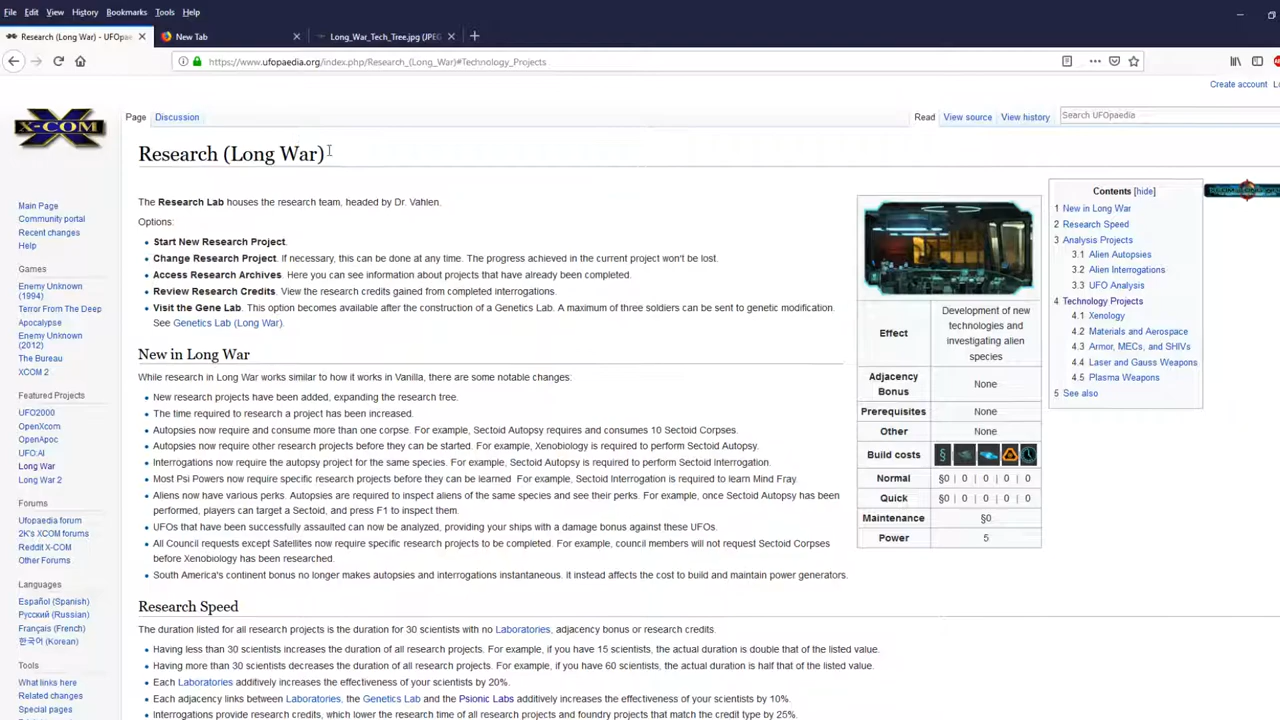 File Edit View History Bookmarks Tools Help
Research (Long War) - UFOpae
New Tab
Long_War_Tech_Tree.jpg (JPEG
https://www.ufopaedia.org/index.php/Research_(Long_War)#Technology_Projects
Create account
X-COM
Page Discussion
Read View source View history Search UFOpaedia
Research (Long War)
The Research Lab houses the research team, headed by Dr. Vahlen.
Options:
Start New Research Project.
Change Research Project. If necessary, this can be done at any time. The progress achieved in the current project won't be lost.
Access Research Archives. Here you can see information about projects that have already been completed.
Review Research Credits. View the research credits gained from completed interrogations.
Visit the Gene Lab. This option becomes available after the construction of a Genetics Lab. A maximum of three soldiers can be sent to genetic modification.
See Genetics Lab (Long War).
New in Long War
While research in Long War works similar to how it works in Vanilla, there are some notable changes:
New research projects have been added, expanding the research tree.
The time required to research a project has been increased.
Autopsies now require and consume more than one corpse. For example, Sectoid Autopsy requires and consumes 10 Sectoid Corpses.
Autopsies now require other research projects before they can be started. For example, Xenobiology is required to perform Sectoid Autopsy.
Interrogations now require the autopsy project for the same species. For example, Sectoid Autopsy is required to perform Sectoid Interrogation.
Most Psi Powers now require specific research projects before they can be learned. For example, Sectoid Interrogation is required to learn Mind Fray.
Aliens now have various perks. Autopsies are required to inspect aliens of the same species and see their perks. For example, once Sectoid Autopsy has been
performed, players can target a Sectoid, and press F1 to inspect them.
UFOs that have been successfully assaulted can now be analyzed, providing your ships with a damage bonus against these UFOs.
All Council requests except Satellites now require specific research projects to be completed. For example, council members will not request Sectoid Corpses
before Xenobiology has been researched.
South America's continent bonus no longer makes autopsies and interrogations instantaneous. It instead affects the cost to build and maintain power generators.
Research Speed
The duration listed for all research projects is the duration for 30 scientists with no Laboratories, adjacency bonus or research credits.
Having less than 30 scientists increases the duration of all research projects. For example, if you have 15 scientists, the actual duration is double that of the listed value.
Having more than 30 scientists decreases the duration of all research projects. For example, if you have 60 scientists, the actual duration is half that of the listed value.
Each Laboratories additively increases the effectiveness of your scientists by 20%.
Each adjacency links between Laboratories, the Genetics Lab and the Psionic Labs additively increases the effectiveness of your scientists by 10%.
Interrogations provide research credits, which lower the research time of all research projects and foundry projects that match the credit type by 25%.
Effect
Development of new
technologies and
investigating alien
species
Adjacency
Bonus
None
Prerequisites None
Other None
Build costs §
Normal §0 | 0 | 0 | 0 | 0
Quick §0 | 0 | 0 | 0 | 0
Maintenance §0
Power 5
Contents [hide]
1 New in Long War
2 Research Speed
3 Analysis Projects
3.1 Alien Autopsies
3.2 Alien Interrogations
3.3 UFO Analysis
4 Technology Projects
4.1 Xenology
4.2 Materials and Aerospace
4.3 Armor, MECs, and SHIVs
4.4 Laser and Gauss Weapons
4.5 Plasma Weapons
5 See also
Main Page
Community portal
Recent changes
Help
Games
Enemy Unknown
(1994)
Terror From The Deep
Apocalypse
Enemy Unknown
(2012)
The Bureau
XCOM 2
Featured Projects
UFO2000
OpenXcom
OpenApoc
UFO:AI
Long War
Long War 2
Forums
Ufopaedia forum
2K's XCOM forums
Reddit X-COM
Other Forums
Languages
Español (Spanish)
Русский (Russian)
Français (French)
한국어 (Korean)
Tools
What links here
Related changes
Special pages